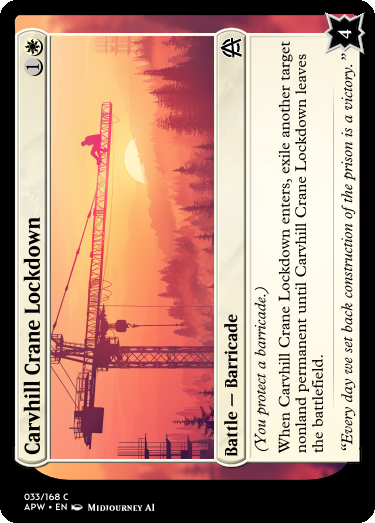 Carvhill Crane Lockdown
1
Battle — Barricade
(You protect a barricade.)
When Carvhill Crane Lockdown enters, exile another target
nonland permanent until Carvhill Crane Lockdown leaves
the battlefield.
“Every day we set back construction of the prison is a victory.”
4
033/168 C
APW • EN Midjourney AI